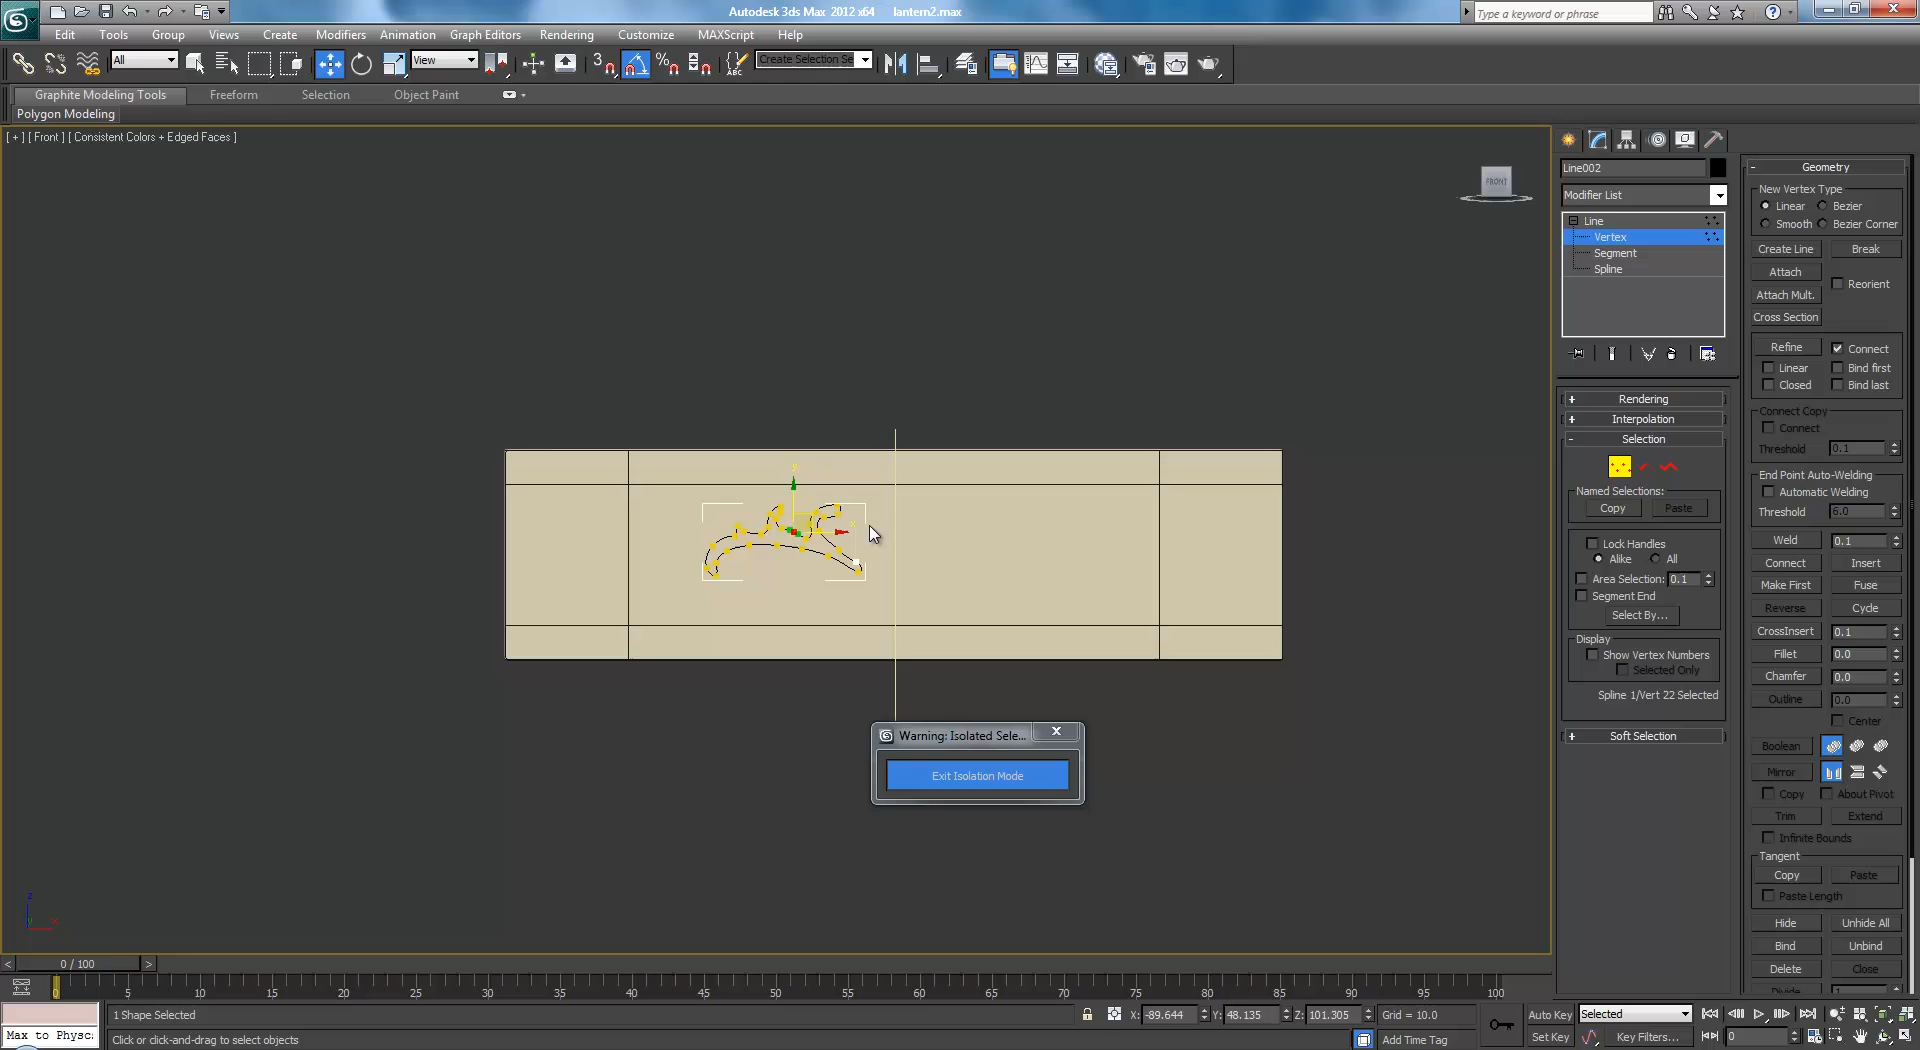 Autodesk 3ds Max 2012 x64 lantern2.max
Type a keyword or phrase
Edit Tools Group Views Create Modifiers Animation Graph Editors Rendering Customize MAXScript Help
All View Create Selection Se
Graphite Modeling Tools Freeform Selection Object Paint
Polygon Modeling
[ + ] [ Front ] [ Consistent Colors + Edged Faces ]
FRONT
Line002
Modifier List
Line
Vertex
Segment
Spline
Rendering
Interpolation
Selection
Named Selections:
Copy Paste
Lock Handles
Alike All
Area Selection: 0.1
Segment End
Select By...
Display
Show Vertex Numbers
Selected Only
Spline 1/Vert 22 Selected
Soft Selection
Geometry
New Vertex Type
Linear Bezier
Smooth Bezier Corner
Create Line Break
Attach
Reorient
Attach Mult.
Cross Section
Refine Connect
Linear Bind first
Closed Bind last
Connect Copy
Connect
Threshold 0.1
End Point Auto-Welding
Automatic Welding
Threshold 6.0
Weld 0.1
Connect Insert
Make First Fuse
Reverse Cycle
CrossInsert 0.1
Fillet 0.0
Chamfer 0.0
Outline 0.0
Center
Boolean
Mirror
Copy About Pivot
Trim Extend
Infinite Bounds
Tangent
Copy Paste
Paste Length
Hide Unhide All
Bind Unbind
Delete Close
Divide 1
Warning: Isolated Sele...
Exit Isolation Mode
y
x
z
x
< 0 / 100 >
0 5 10 15 20 25 30 35 40 45 50 55 60 65 70 75 80 85 90 95 100
1 Shape Selected X: -89.644 Y: 48.135 Z: 101.305 Grid = 10.0 Auto Key Selected
Max to Physc: Click or click-and-drag to select objects Add Time Tag Set Key Key Filters... 0